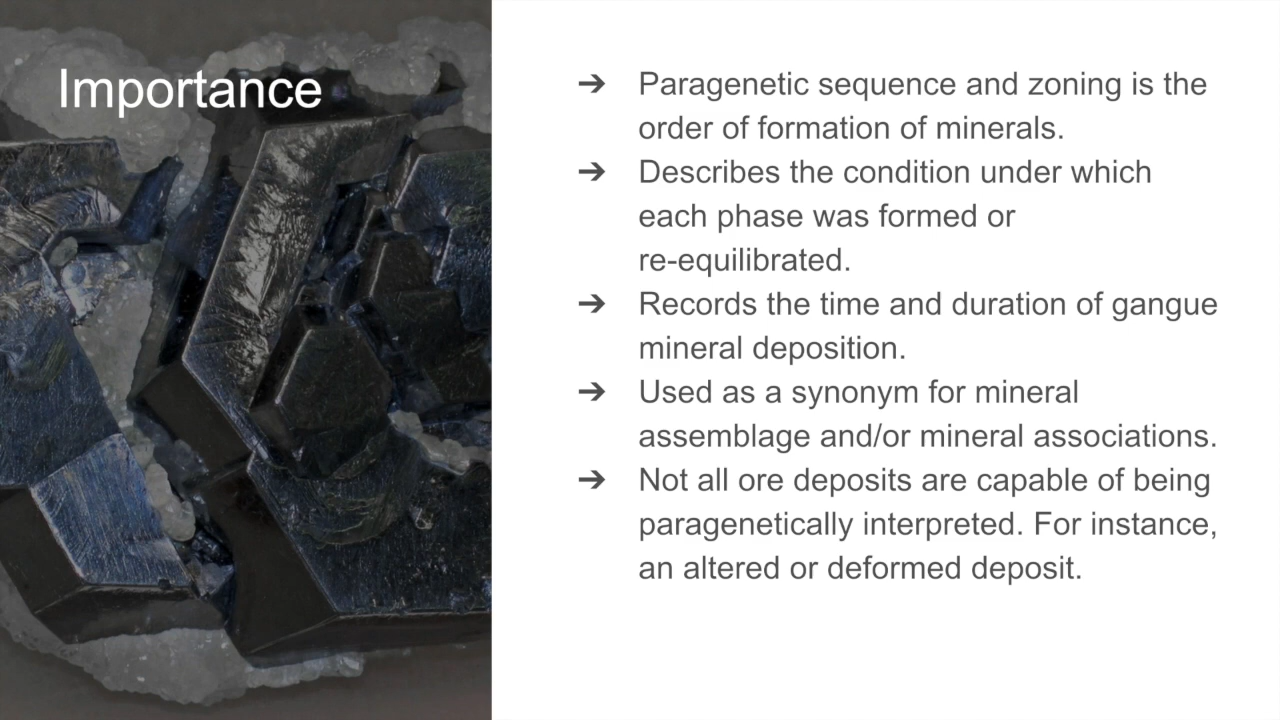 Importance
➔ Paragenetic sequence and zoning is the
order of formation of minerals.
➔ Describes the condition under which
each phase was formed or
re-equilibrated.
➔ Records the time and duration of gangue
mineral deposition.
➔ Used as a synonym for mineral
assemblage and/or mineral associations.
➔ Not all ore deposits are capable of being
paragenetically interpreted. For instance,
an altered or deformed deposit.